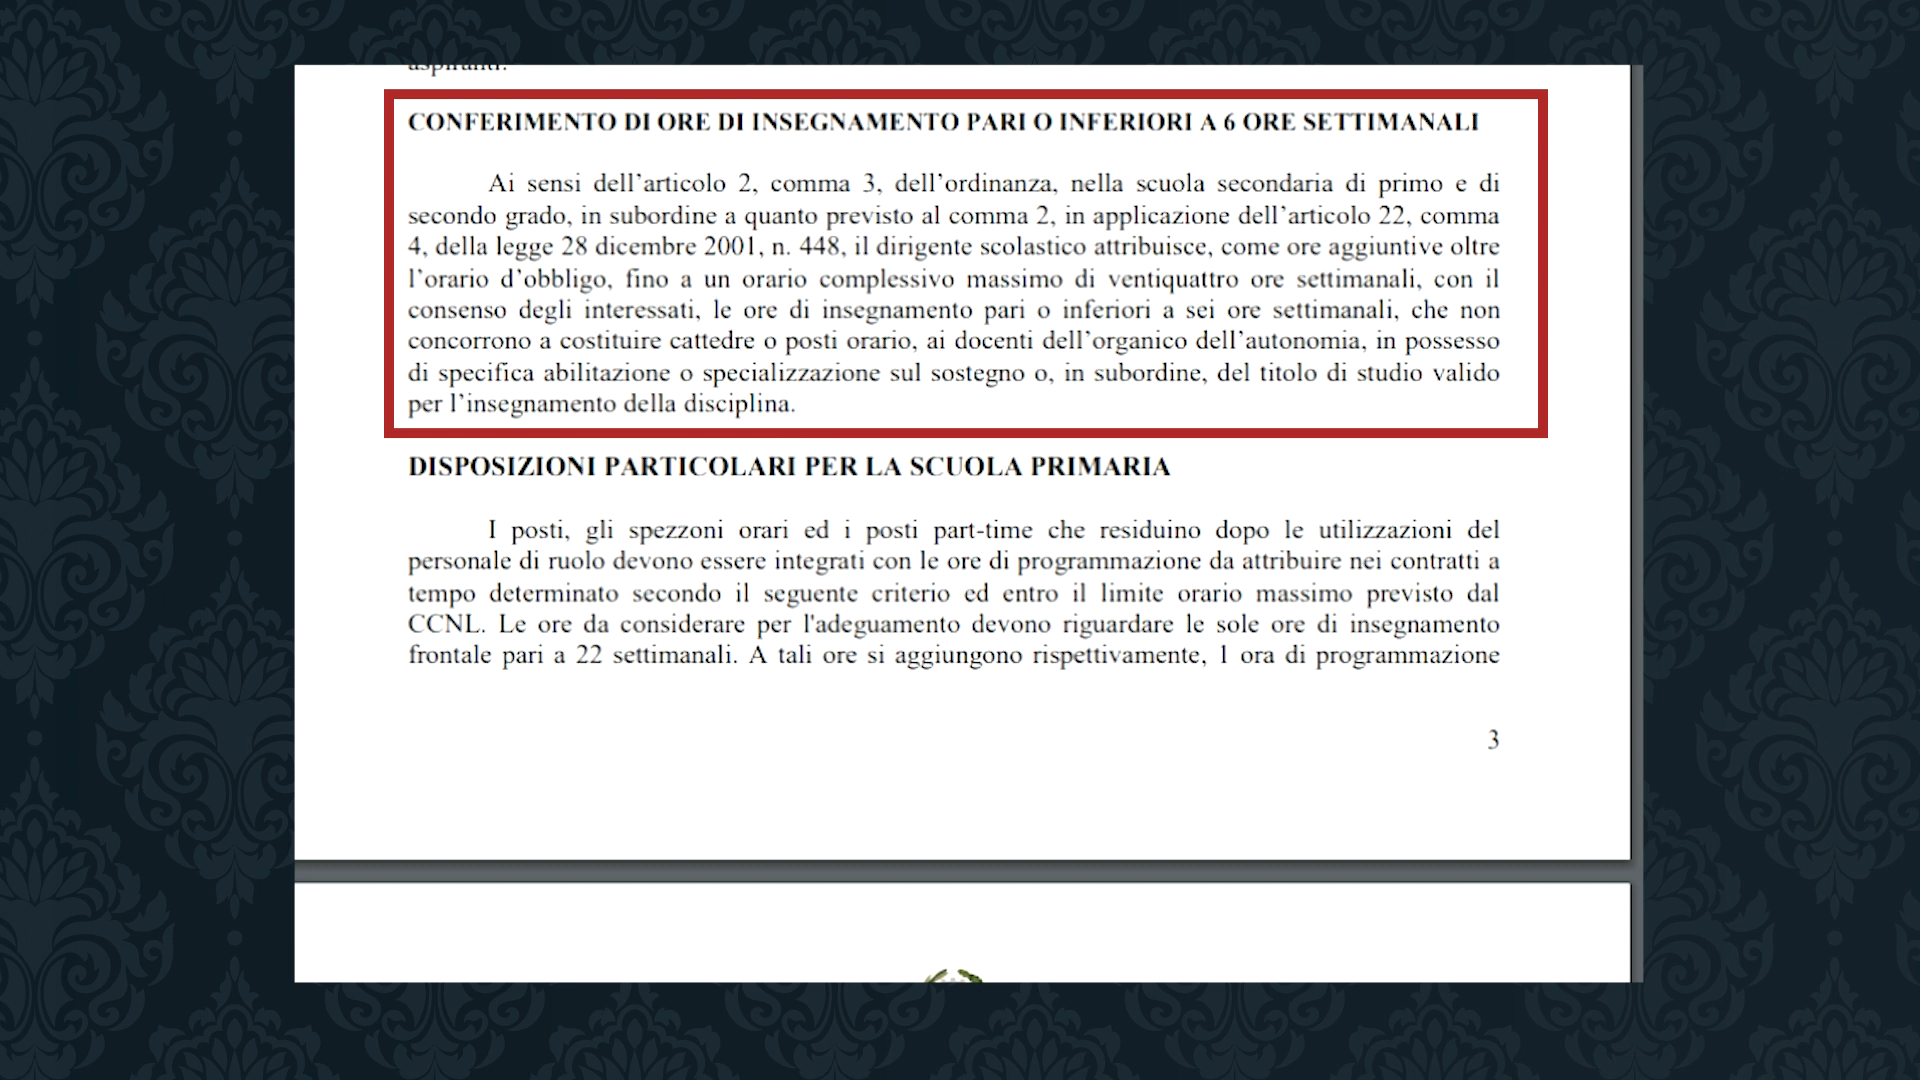 aspiranti.
CONFERIMENTO DI ORE DI INSEGNAMENTO PARI O INFERIORI A 6 ORE SETTIMANALI
Ai sensi dell’articolo 2, comma 3, dell’ordinanza, nella scuola secondaria di primo e di
secondo grado, in subordine a quanto previsto al comma 2, in applicazione dell’articolo 22, comma
4, della legge 28 dicembre 2001, n. 448, il dirigente scolastico attribuisce, come ore aggiuntive oltre
l’orario d’obbligo, fino a un orario complessivo massimo di ventiquattro ore settimanali, con il
consenso degli interessati, le ore di insegnamento pari o inferiori a sei ore settimanali, che non
concorrono a costituire cattedre o posti orario, ai docenti dell’organico dell’autonomia, in possesso
di specifica abilitazione o specializzazione sul sostegno o, in subordine, del titolo di studio valido
per l’insegnamento della disciplina.
DISPOSIZIONI PARTICOLARI PER LA SCUOLA PRIMARIA
I posti, gli spezzoni orari ed i posti part-time che residuino dopo le utilizzazioni del
personale di ruolo devono essere integrati con le ore di programmazione da attribuire nei contratti a
tempo determinato secondo il seguente criterio ed entro il limite orario massimo previsto dal
CCNL. Le ore da considerare per l'adeguamento devono riguardare le sole ore di insegnamento
frontale pari a 22 settimanali. A tali ore si aggiungono rispettivamente, 1 ora di programmazione
3